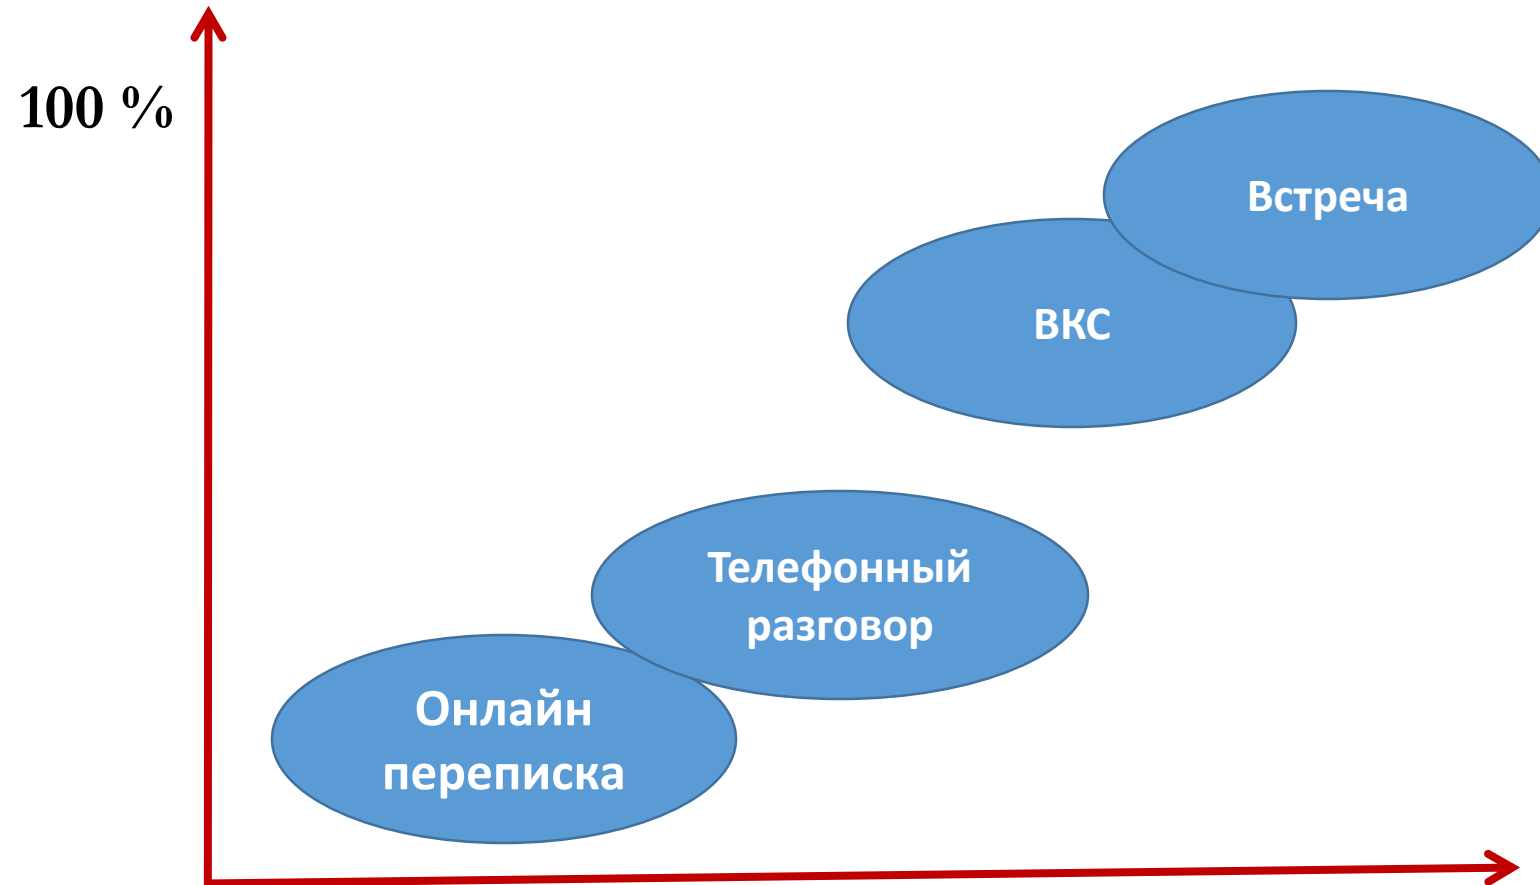 100 %
Встреча
ВКС
Телефонный
разговор
Онлайн
переписка